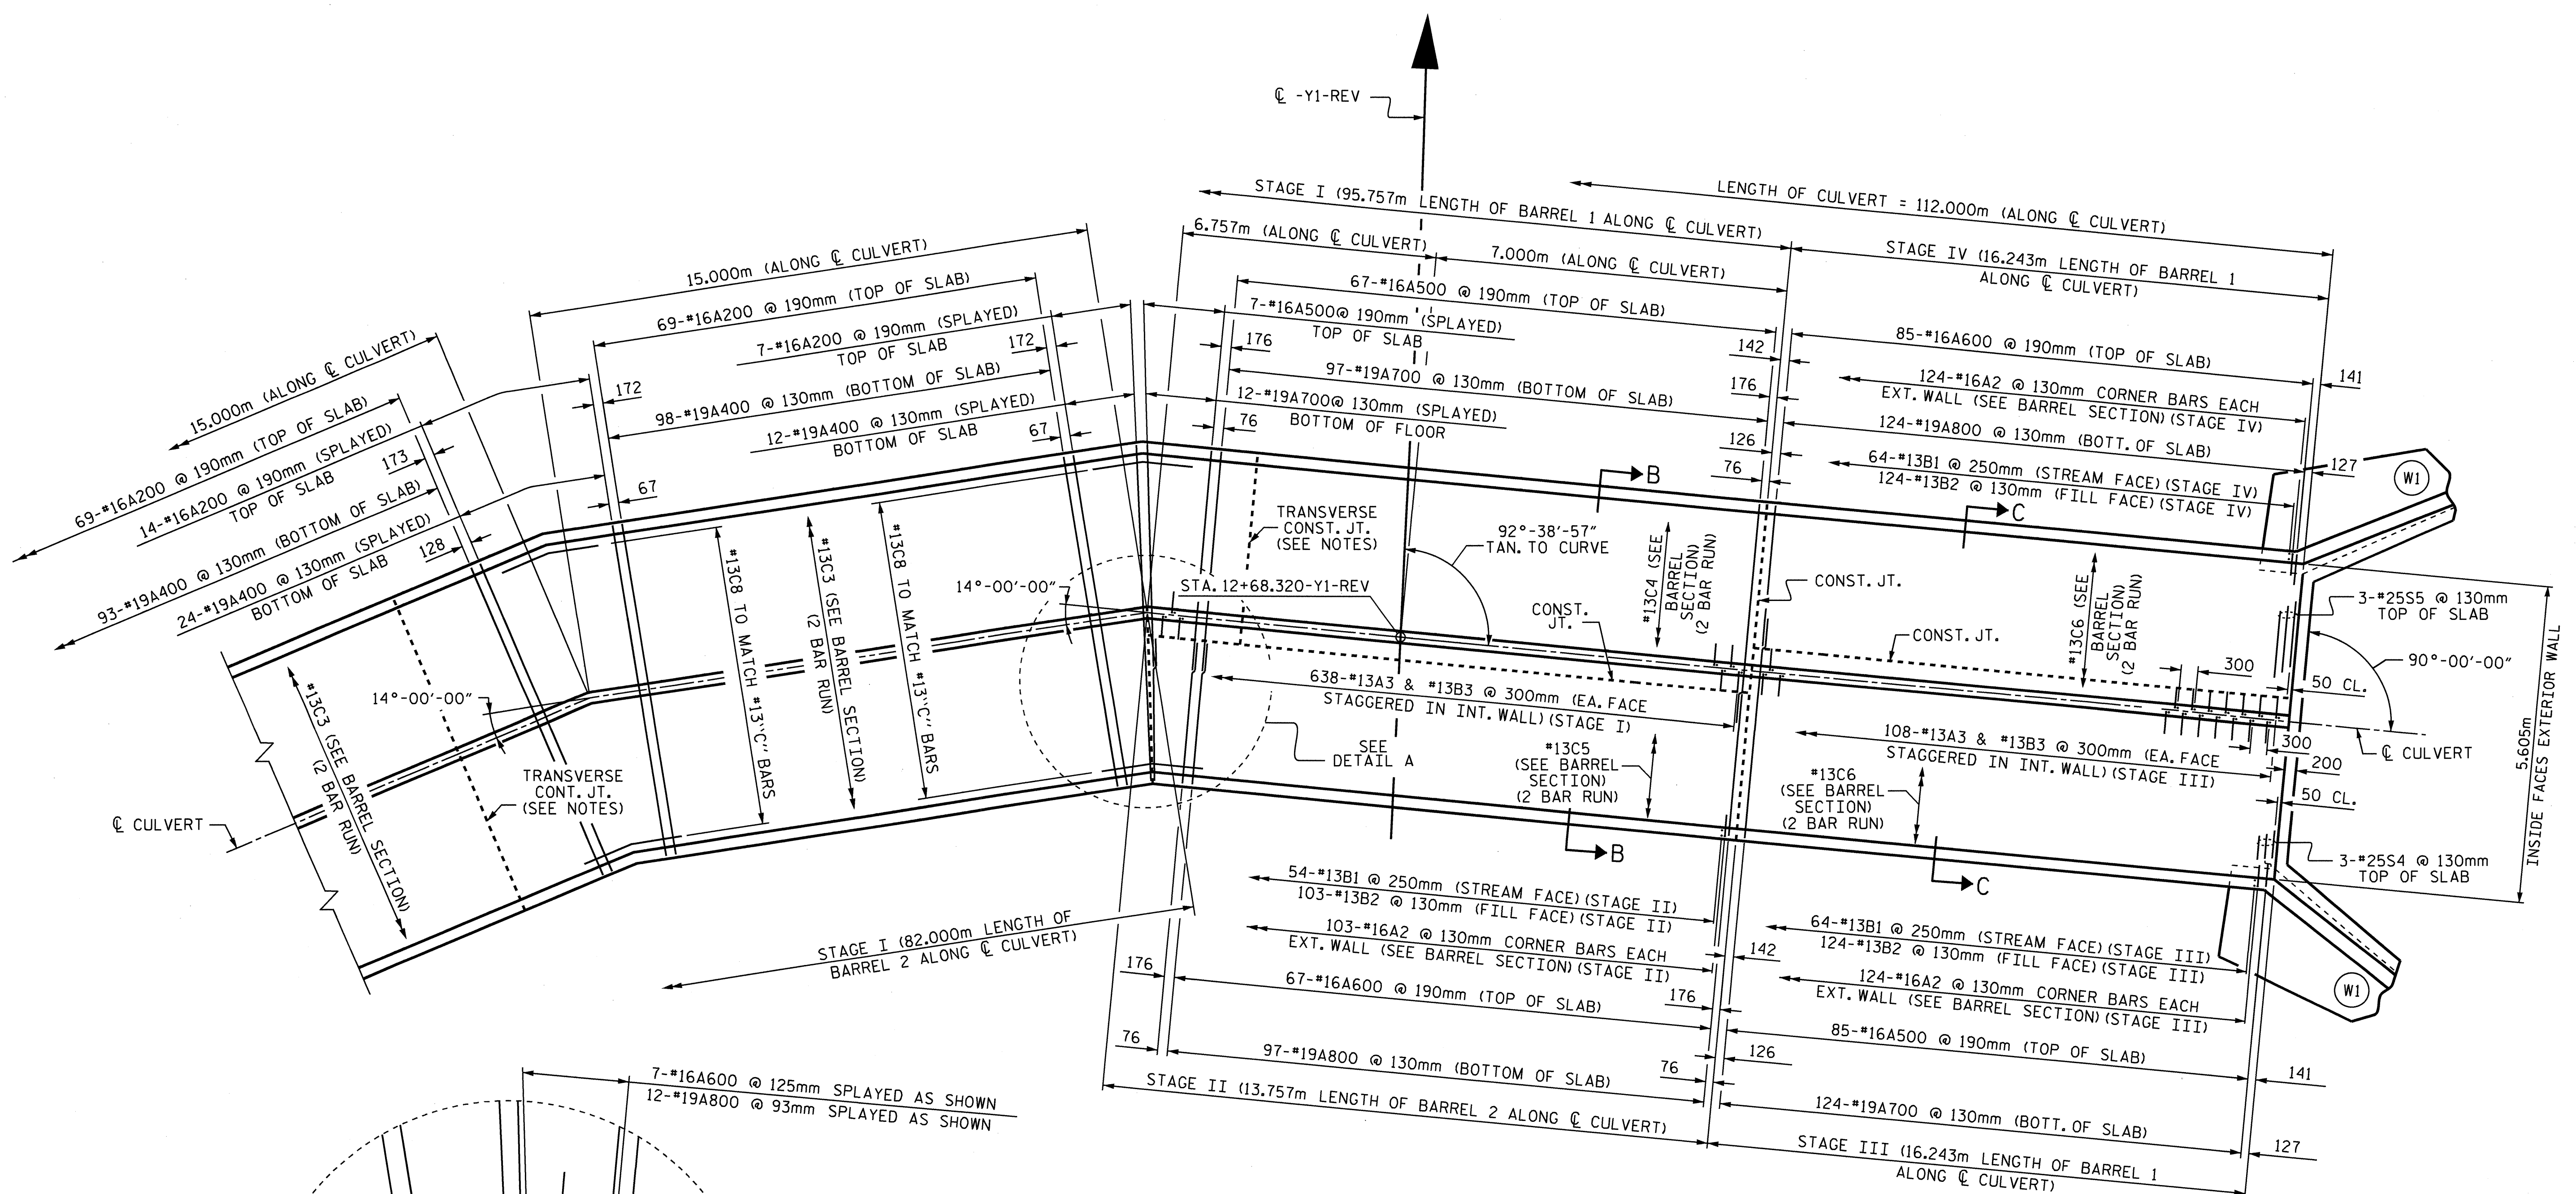 ℄ -Y1-REV
STAGE I (95.757m LENGTH OF BARREL 1 ALONG ℄ CULVERT)
LENGTH OF CULVERT = 112.000m (ALONG ℄ CULVERT)
6.757m (ALONG ℄ CULVERT)
7.000m (ALONG ℄ CULVERT)
STAGE IV (16.243m LENGTH OF BARREL 1
ALONG ℄ CULVERT)
15.000m (ALONG ℄ CULVERT)
69-#16A200 @ 190mm (TOP OF SLAB)
7-#16A200 @ 190mm (SPLAYED)
TOP OF SLAB
172
98-#19A400 @ 130mm (BOTTOM OF SLAB)
12-#19A400 @ 130mm (SPLAYED)
BOTTOM OF SLAB
67
67-#16A500 @ 190mm (TOP OF SLAB)
7-#16A500@ 190mm (SPLAYED)
TOP OF SLAB
176
142
97-#19A700 @ 130mm (BOTTOM OF SLAB)
176
12-#19A700@ 130mm (SPLAYED)
BOTTOM OF FLOOR
76
126
76
85-#16A600 @ 190mm (TOP OF SLAB)
141
124-#16A2 @ 130mm CORNER BARS EACH
EXT. WALL (SEE BARREL SECTION) (STAGE IV)
124-#19A800 @ 130mm (BOTT. OF SLAB)
127
64-#13B1 @ 250mm (STREAM FACE) (STAGE IV)
124-#13B2 @ 130mm (FILL FACE) (STAGE IV)
W1
15.000m (ALONG ℄ CULVERT)
69-#16A200 @ 190mm (TOP OF SLAB)
14-#16A200 @ 190mm (SPLAYED)
TOP OF SLAB
173
172
93-#19A400 @ 130mm (BOTTOM OF SLAB)
24-#19A400 @ 130mm (SPLAYED)
BOTTOM OF SLAB
128
67
B
C
TRANSVERSE
CONST. JT.
(SEE NOTES)
92°-38'-57"
TAN. TO CURVE
#13C4 (SEE
BARREL
SECTION)
(2 BAR RUN)
CONST. JT.
#13C6 (SEE
BARREL
SECTION)
(2 BAR RUN)
3-#25S5 @ 130mm
TOP OF SLAB
STA. 12+68.320-Y1-REV
14°-00'-00"
CONST.
JT.
CONST. JT.
300
90°-00'-00"
50 CL.
5.605m
INSIDE FACES EXTERIOR WALL
#13C8 TO MATCH #13"C" BARS
#13C3 (SEE BARREL SECTION)
(2 BAR RUN)
#13C8 TO MATCH #13"C" BARS
14°-00'-00"
#13C3 (SEE BARREL SECTION)
(2 BAR RUN)
638-#13A3 & #13B3 @ 300mm (EA. FACE
STAGGERED IN INT. WALL) (STAGE I)
108-#13A3 & #13B3 @ 300mm (EA. FACE
STAGGERED IN INT. WALL) (STAGE III)
300
℄ CULVERT
200
50 CL.
SEE
DETAIL A
#13C5
(SEE BARREL
SECTION)
(2 BAR RUN)
#13C6
(SEE BARREL
SECTION)
(2 BAR RUN)
TRANSVERSE
CONT. JT.
(SEE NOTES)
℄ CULVERT
B
C
3-#25S4 @ 130mm
TOP OF SLAB
54-#13B1 @ 250mm (STREAM FACE) (STAGE II)
103-#13B2 @ 130mm (FILL FACE) (STAGE II)
103-#16A2 @ 130mm CORNER BARS EACH
EXT. WALL (SEE BARREL SECTION) (STAGE II)
142
64-#13B1 @ 250mm (STREAM FACE) (STAGE III)
124-#13B2 @ 130mm (FILL FACE) (STAGE III)
124-#16A2 @ 130mm CORNER BARS EACH
EXT. WALL (SEE BARREL SECTION) (STAGE III)
W1
STAGE I (82.000m LENGTH OF
BARREL 2 ALONG ℄ CULVERT)
176
67-#16A600 @ 190mm (TOP OF SLAB)
176
85-#16A500 @ 190mm (TOP OF SLAB)
141
76
97-#19A800 @ 130mm (BOTTOM OF SLAB)
76
126
124-#19A700 @ 130mm (BOTT. OF SLAB)
127
STAGE II (13.757m LENGTH OF BARREL 2 ALONG ℄ CULVERT)
STAGE III (16.243m LENGTH OF BARREL 1
ALONG ℄ CULVERT)
7-#16A600 @ 125mm SPLAYED AS SHOWN
12-#19A800 @ 93mm SPLAYED AS SHOWN